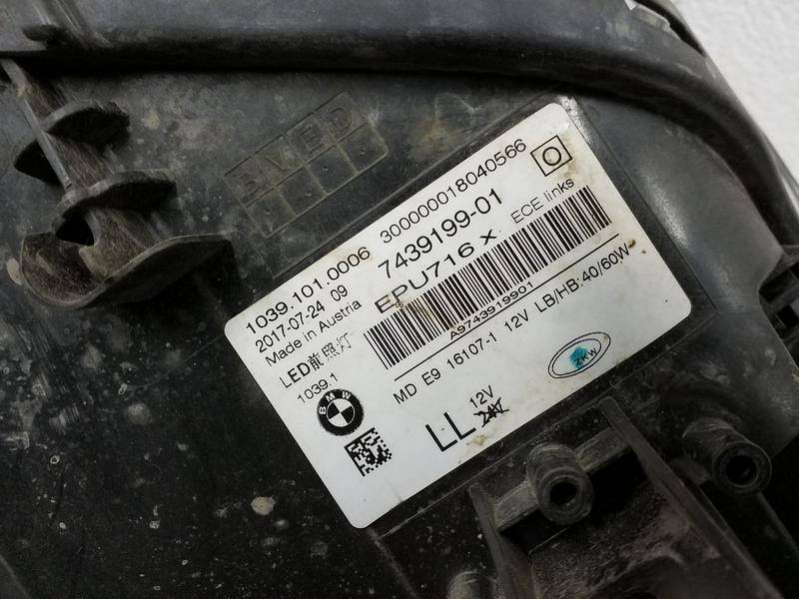 1039.101.0006 300000018040566
2017-07-24 09 7439199-01
Made in Austria EPU716 x ECE links
LED前照灯
A9743919901
1039.1 MD E9 16107-1 12V LB/HB:40/60W
BMW
LL 12V
ZKW